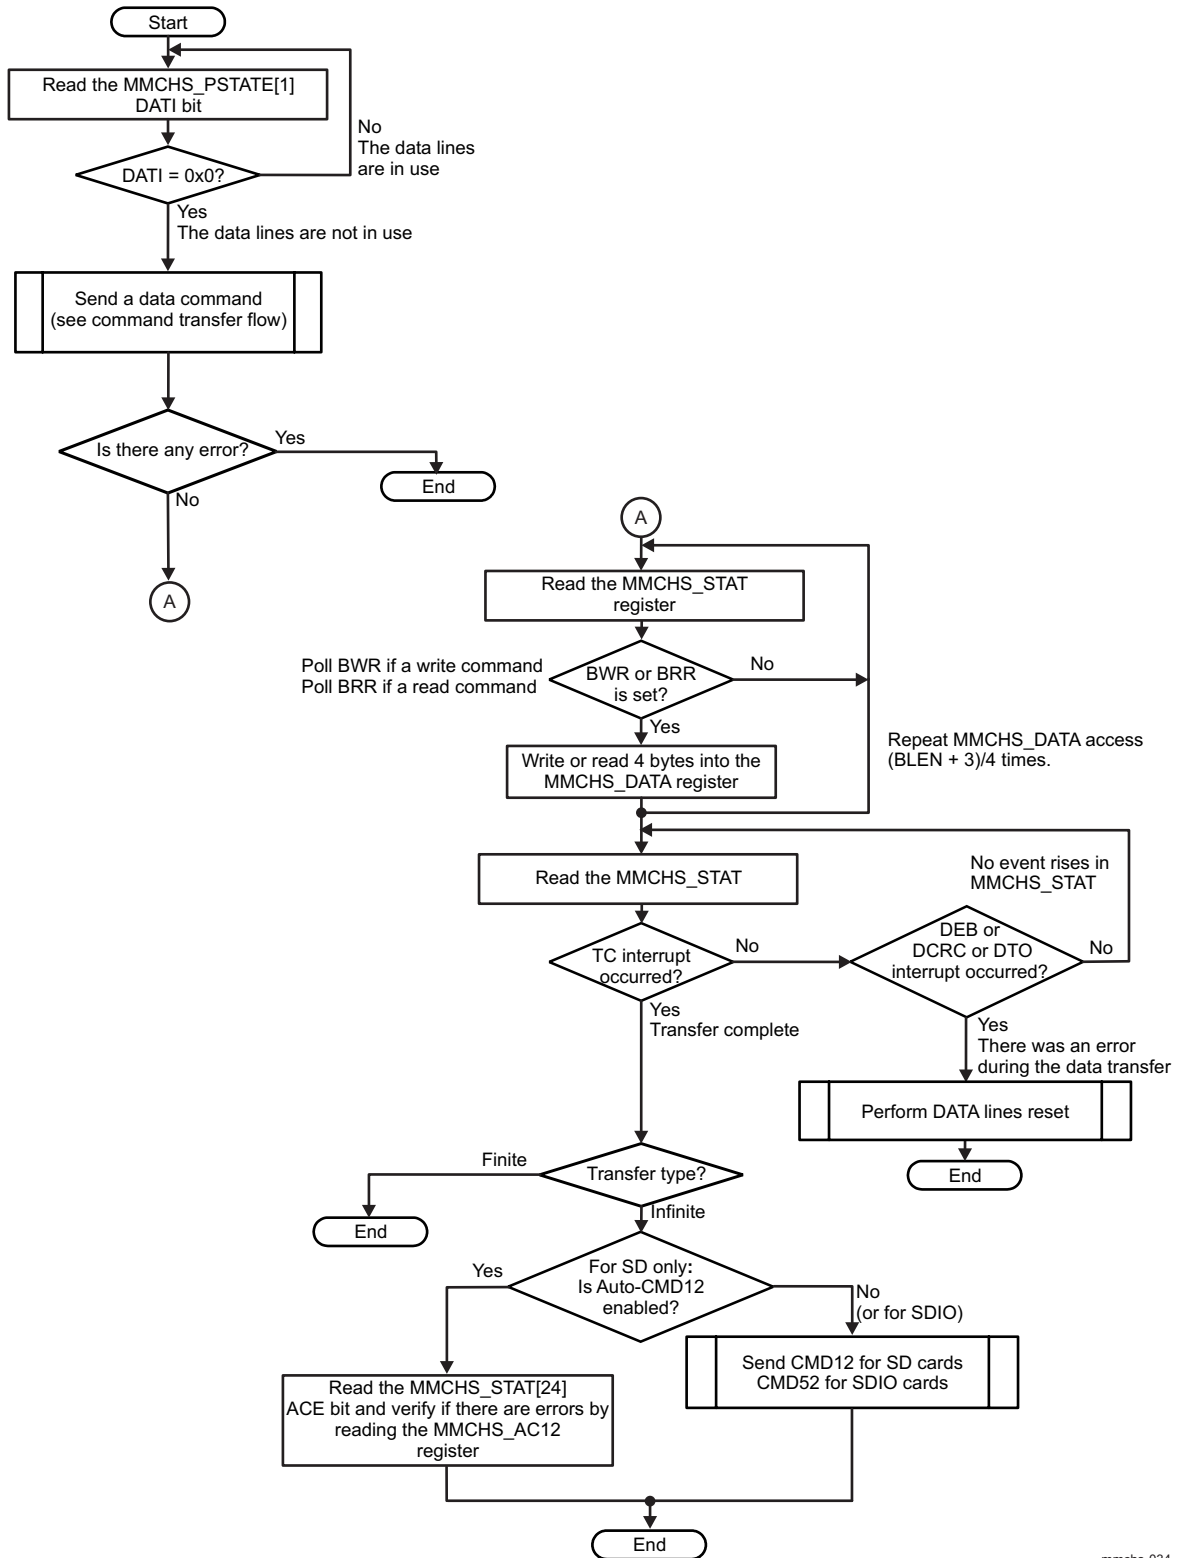 Start
Read the MMCHS_PSTATE[1]
DATI bit
No
The data lines
are in use
DATI = 0x0?
Yes
The data lines are not in use
Send a data command
(see command transfer flow)
Is there any error?
Yes
End
No
A
A
Read the MMCHS_STAT
register
Poll BWR if a write command
Poll BRR if a read command
BWR or BRR
is set?
No
Yes
Repeat MMCHS_DATA access
(BLEN + 3)/4 times.
Write or read 4 bytes into the
MMCHS_DATA register
Read the MMCHS_STAT
No event rises in
MMCHS_STAT
TC interrupt
occurred?
No
DEB or
DCRC or DTO
interrupt occurred?
No
Yes
Transfer complete
Yes
There was an error
during the data transfer
Perform DATA lines reset
End
Finite
Transfer type?
End
Infinite
Yes
For SD only:
Is Auto-CMD12
enabled?
No
(or for SDIO)
Send CMD12 for SD cards
CMD52 for SDIO cards
Read the MMCHS_STAT[24]
ACE bit and verify if there are errors by
reading the MMCHS_AC12
register
End